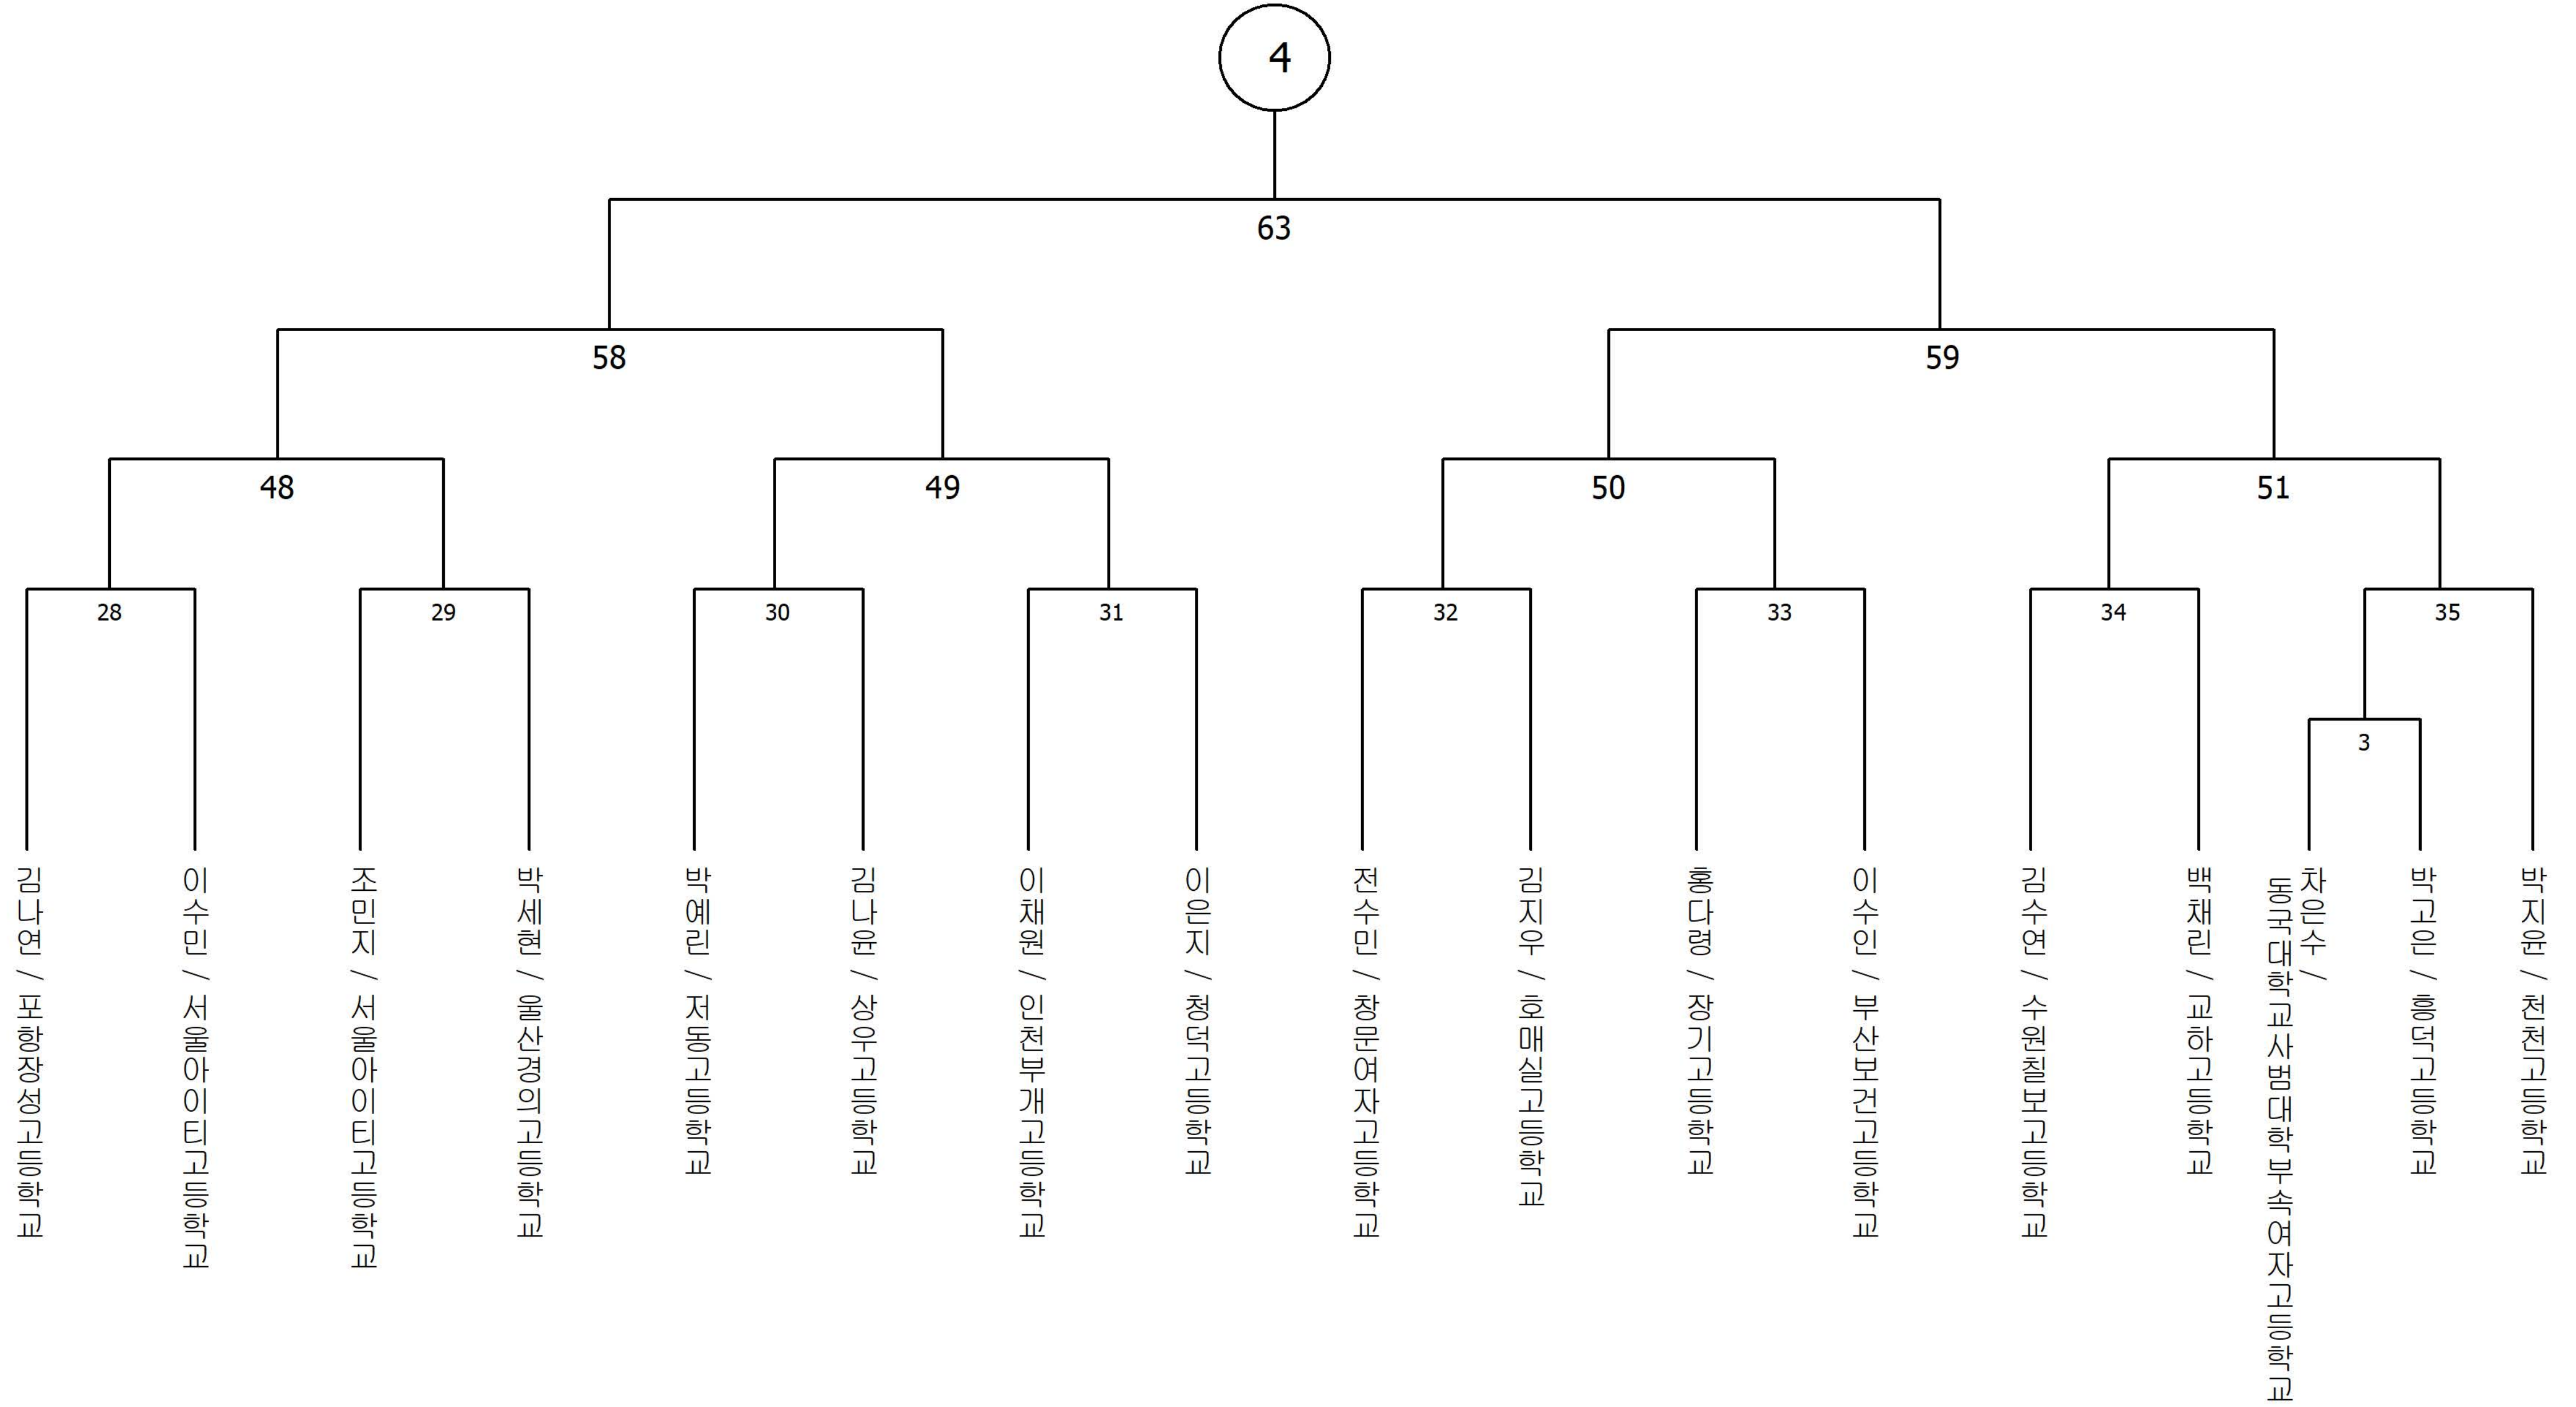 4
63
58
59
48
49
50
51
28
29
30
31
32
33
34
35
3
김나연 / 포항장성고등학교
이수민 / 서울아이티고등학교
조민지 / 서울아이티고등학교
박세현 / 울산경의고등학교
박예린 / 저동고등학교
김나윤 / 상우고등학교
이채원 / 인천부개고등학교
이은지 / 청덕고등학교
전수민 / 창문여자고등학교
김지우 / 호매실고등학교
홍다령 / 장기고등학교
이수인 / 부산보건고등학교
김수연 / 수원칠보고등학교
백채린 / 교하고등학교
차은수 /
동국대학교사범대학부속여자고등학교
박고은 / 흥덕고등학교
박지윤 / 천천고등학교